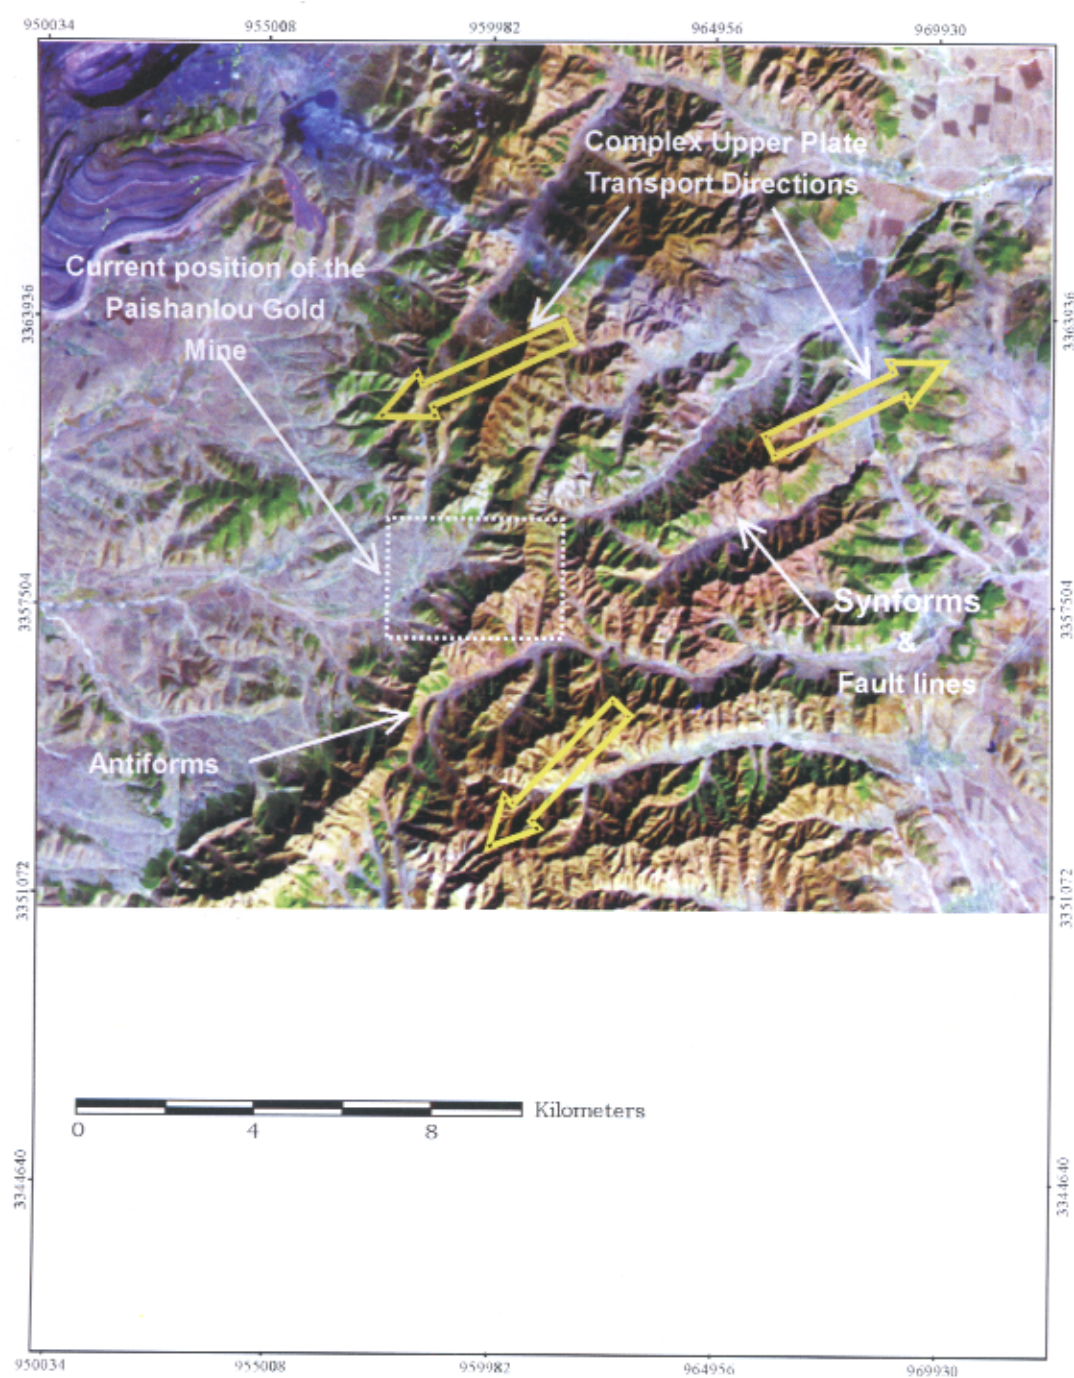 950034 955008 959982 964956 969930
Complex Upper Plate
Transport Directions
Current position of the
Paishanlou Gold
Mine
3363936
3363936
3357504
3357504
Synforms
&
Fault lines
Antiforms
3351072
3351072
Kilometers
0 4 8
3344640
3344640
950034 955008 959982 964956 969930